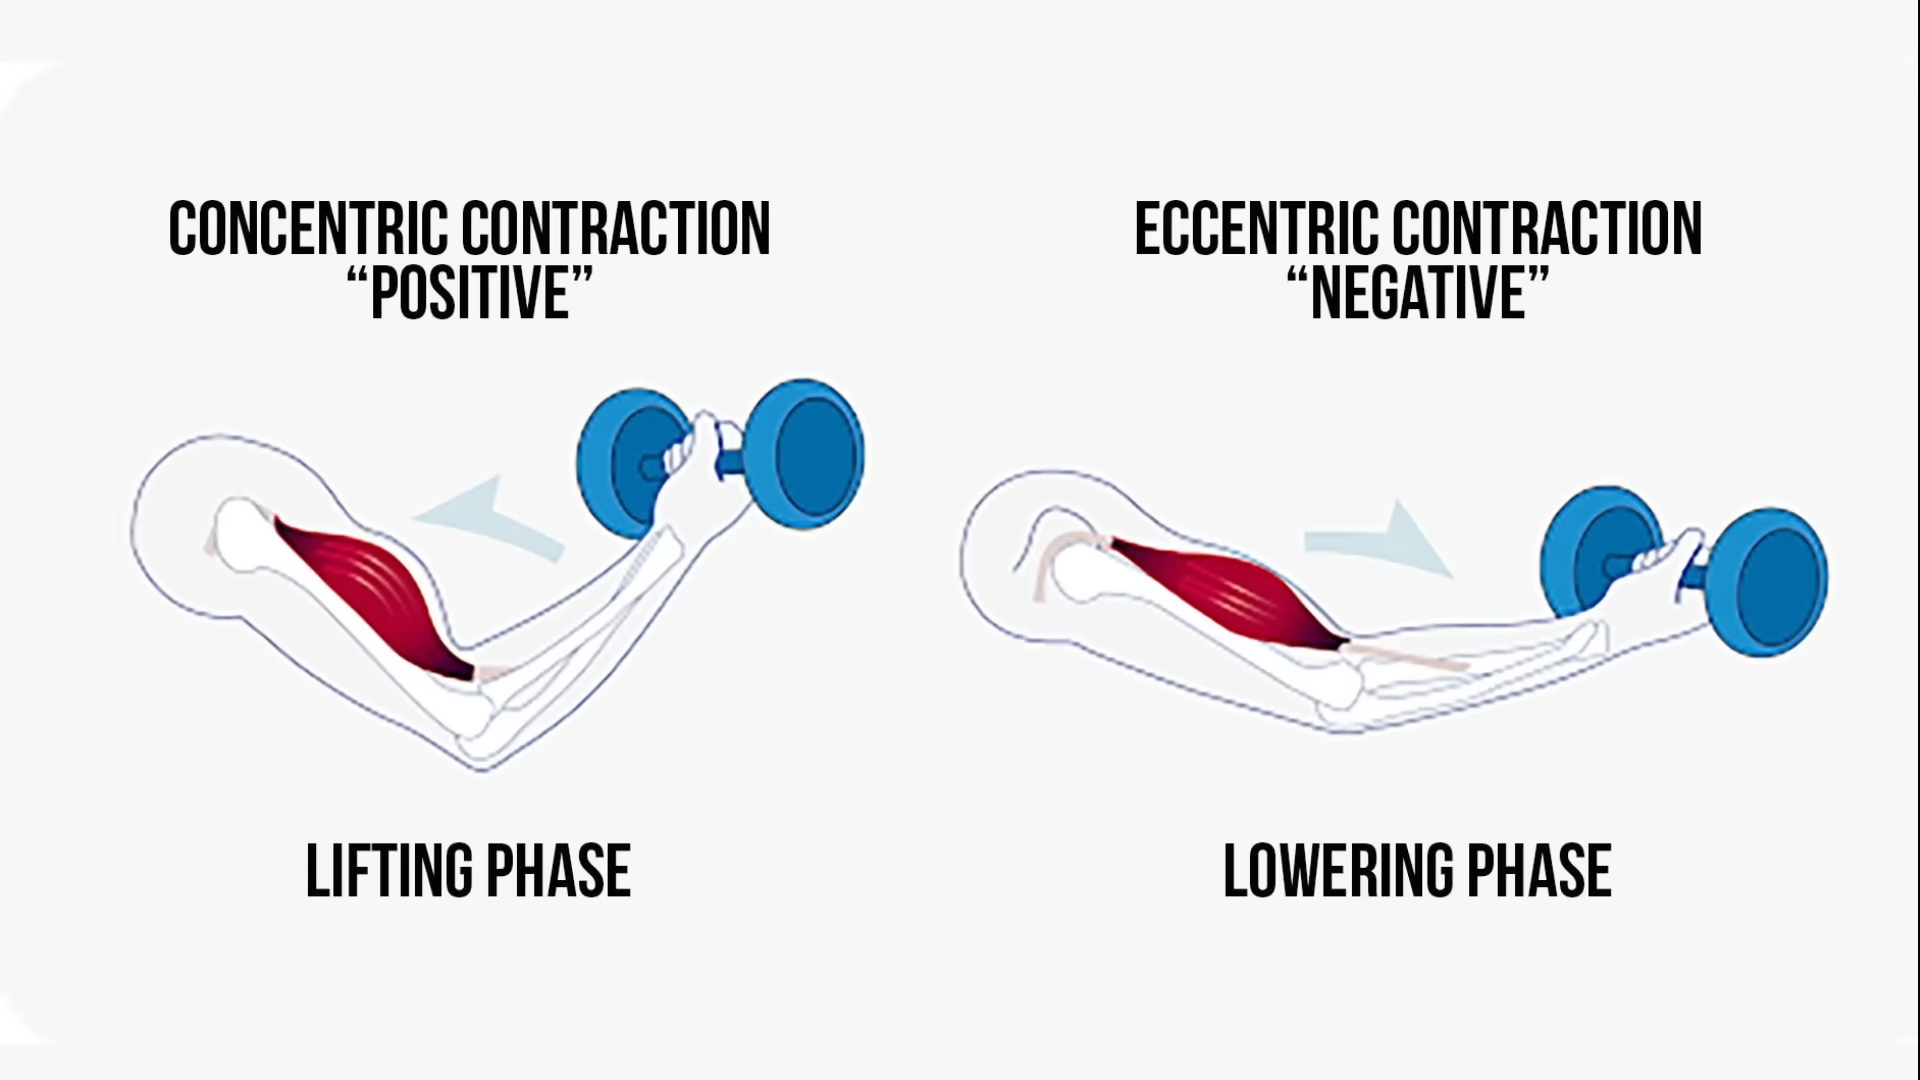 CONCENTRIC CONTRACTION
“POSITIVE”
LIFTING PHASE
ECCENTRIC CONTRACTION
“NEGATIVE”
LOWERING PHASE